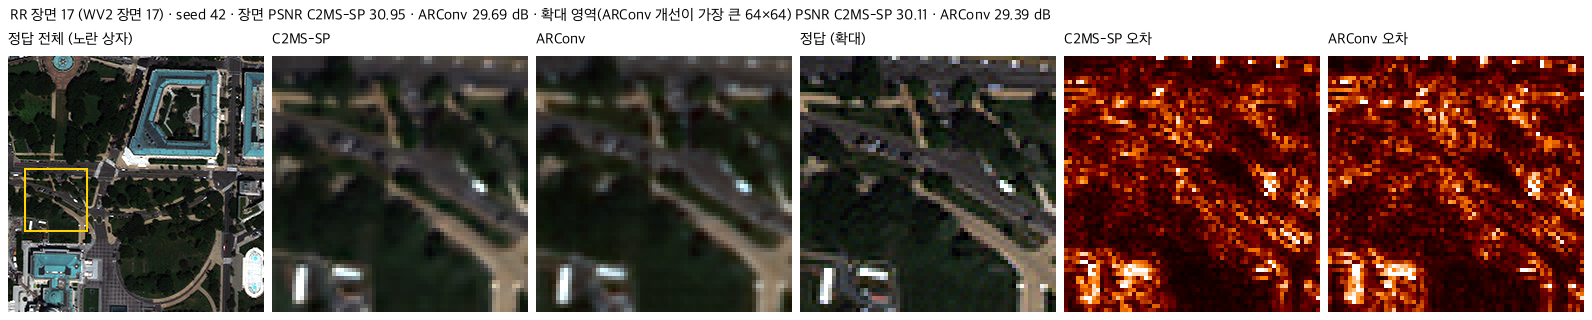 RR 장면 17 (WV2 장면 17) · seed 42 · 장면 PSNR C2MS-SP 30.95 · ARConv 29.69 dB · 확대 영역(ARConv 개선이 가장 큰 64×64) PSNR C2MS-SP 30.11 · ARConv 29.39 dB
정답 전체 (노란 상자) C2MS-SP ARConv 정답 (확대) C2MS-SP 오차 ARConv 오차